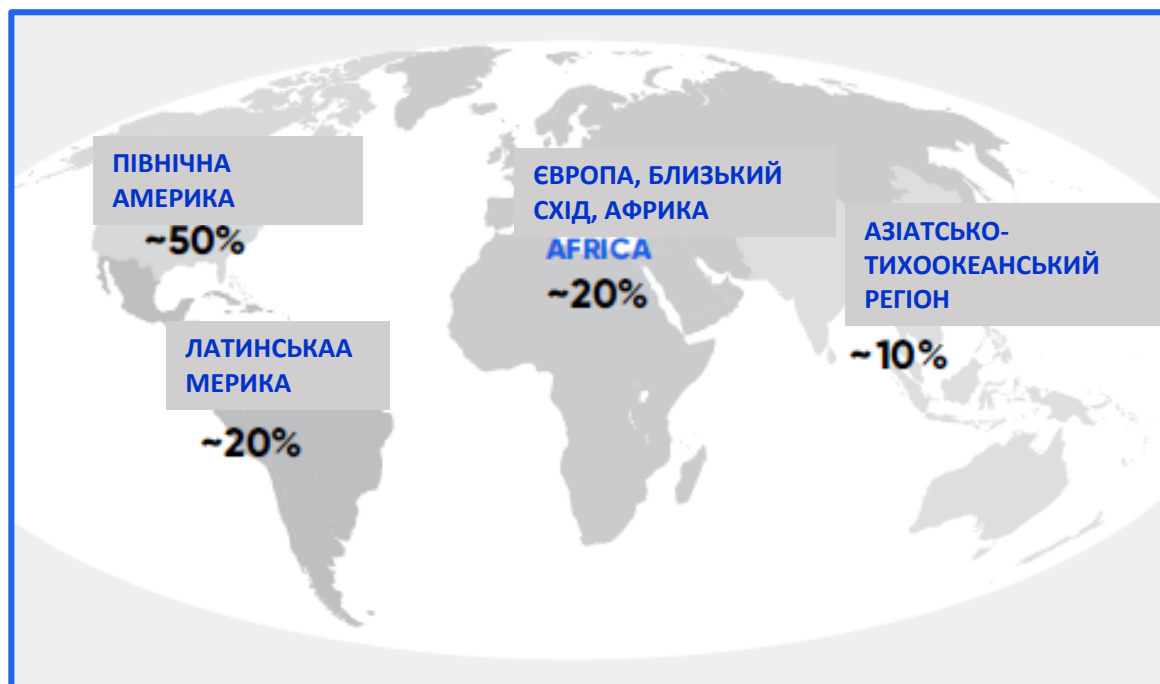 ПІВНІЧНА
АМЕРИКА
~50%
ЄВРОПА, БЛИЗЬКИЙ
СХІД, АФРИКА
AFRICA
~20%
АЗІАТСЬКО-
ТИХООКЕАНСЬКИЙ
РЕГІОН
~10%
ЛАТИНСЬКАА
МЕРИКА
~20%